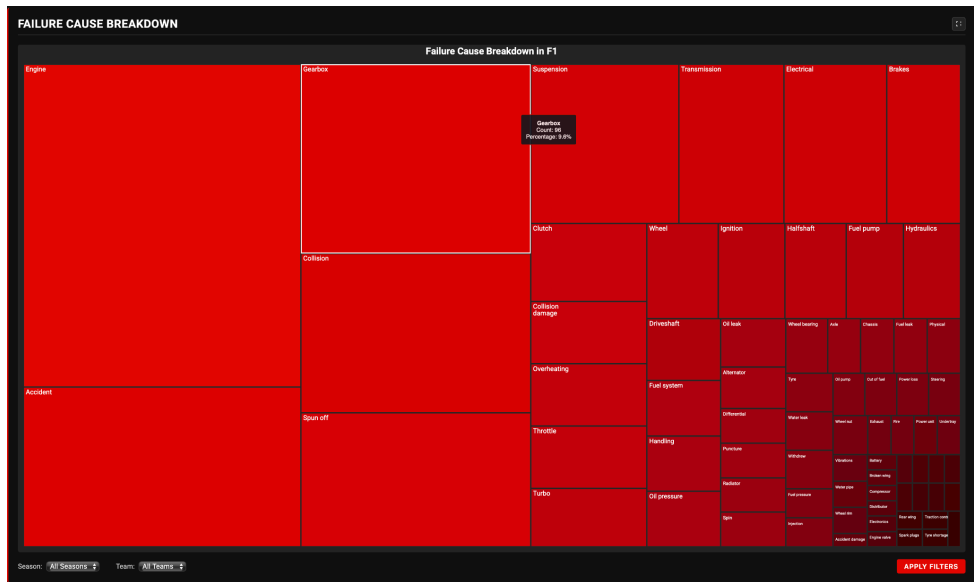 FAILURE CAUSE BREAKDOWN
Failure Cause Breakdown in F1
Engine
Gearbox
Suspension
Transmission
Electrical
Brakes
Gearbox
Count: 96
Percentage: 9.6%
Clutch
Wheel
Ignition
Halfshaft
Fuel pump
Hydraulics
Collision
Collision
damage
Driveshaft
Oil leak
Wheel bearing
Axle
Chassis
Fuel leak
Physical
Overheating
Alternator
Fuel system
Tyre
Oil pump
Out of fuel
Power loss
Steering
Accident
Spun off
Differential
Water leak
Wheel nut
Exhaust
Fire
Power unit
Undertray
Throttle
Handling
Puncture
Withdrew
Vibrations
Battery
Broken wing
Turbo
Oil pressure
Radiator
Fuel pressure
Water pipe
Compressor
Distributor
Spin
Injection
Wheel rim
Electronics
Rear wing
Traction cont
Accident damage
Engine valve
Spark plugs
Tyre shortage
Season:
All Seasons
Team:
All Teams
APPLY FILTERS